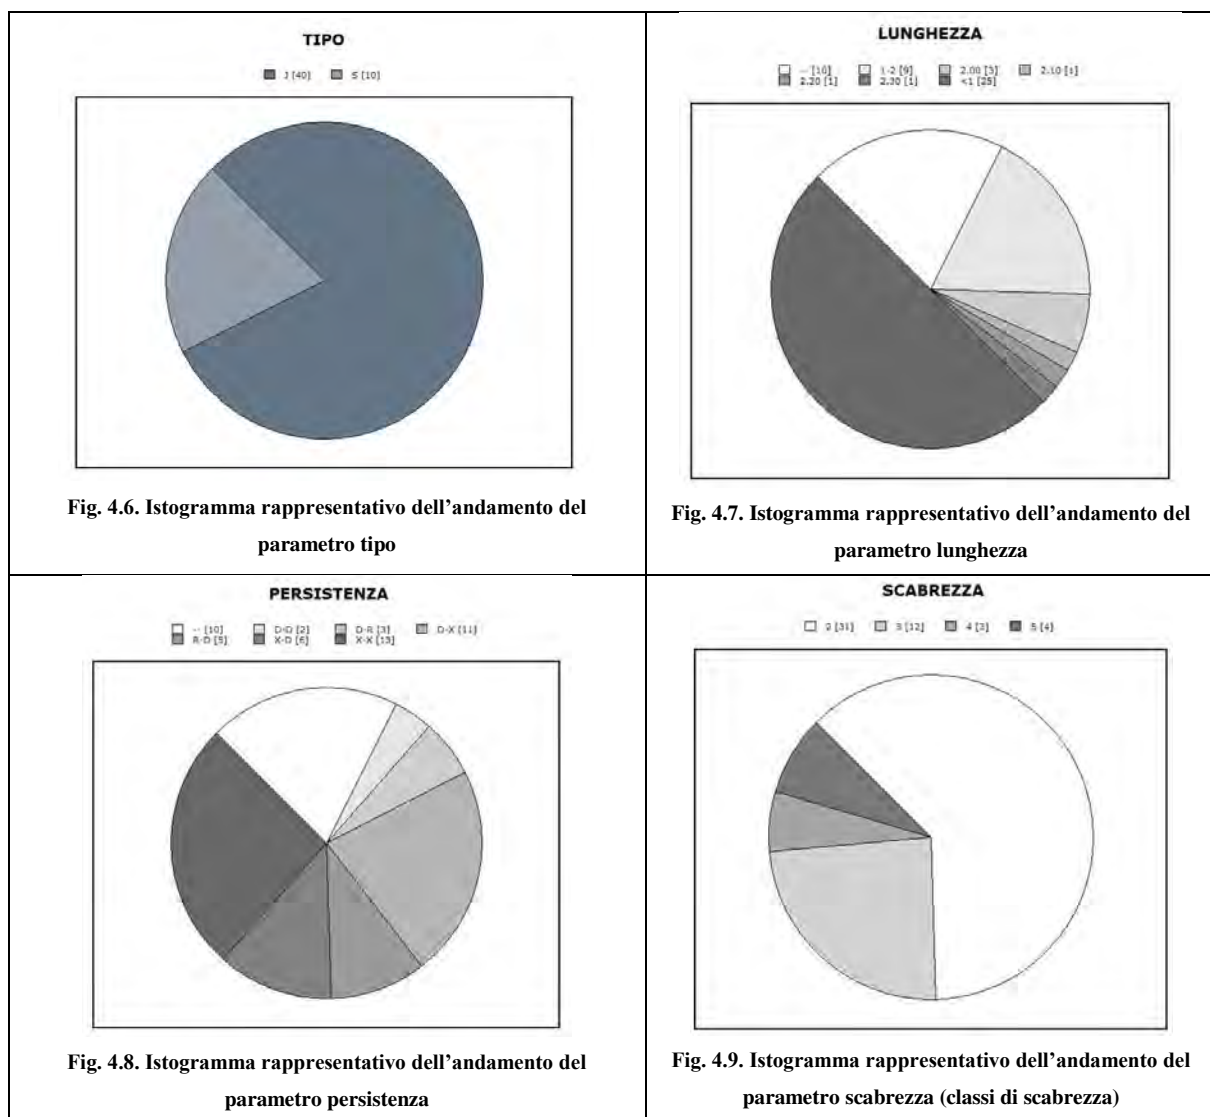 TIPO
J [40] S [10]
Fig. 4.6. Istogramma rappresentativo dell’andamento del
parametro tipo
LUNGHEZZA
-- [10] 1-2 [9] 2.00 [3] 2.10 [1]
2.20 [1] 2.30 [1] <1 [25]
Fig. 4.7. Istogramma rappresentativo dell’andamento del
parametro lunghezza
PERSISTENZA
-- [10] D-D [2] D-R [3] D-X [11]
R-D [5] X-D [6] X-X [13]
Fig. 4.8. Istogramma rappresentativo dell’andamento del
parametro persistenza
SCABREZZA
2 [31] 3 [12] 4 [3] 5 [4]
Fig. 4.9. Istogramma rappresentativo dell’andamento del
parametro scabrezza (classi di scabrezza)